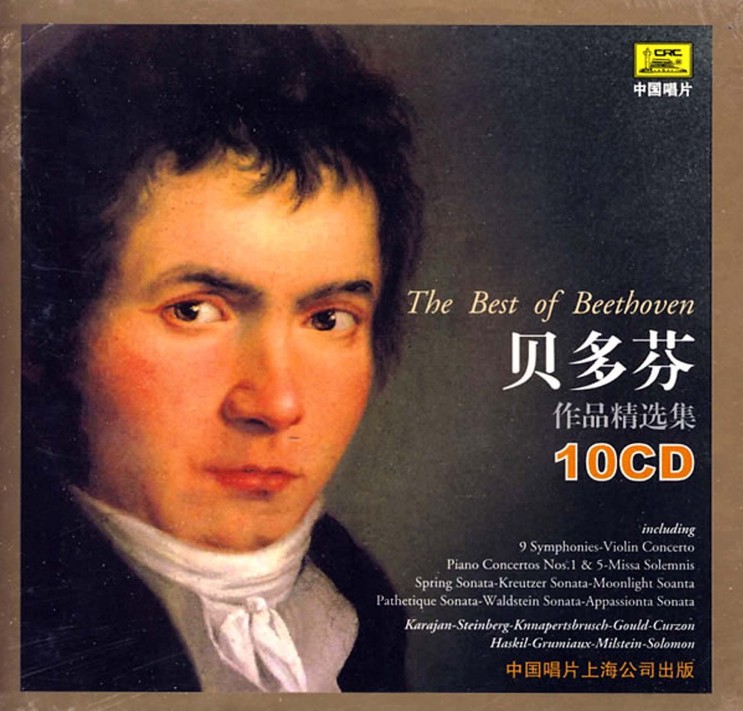 CRC
中国唱片
The Best of Beethoven
贝多芬
作品精选集
10CD
including
9 Symphonies-Violin Concerto
Piano Concertos Nos.1 & 5-Missa Solemnis
Spring Sonata-Kreutzer Sonata-Moonlight Soanta
Pathetique Sonata-Waldstein Sonata-Appassionta Sonata
Karajan-Steinberg-Knnapertsbrusch-Gould-Curzon
Haskil-Grumiaux-Milstein-Solomon
中国唱片上海公司出版